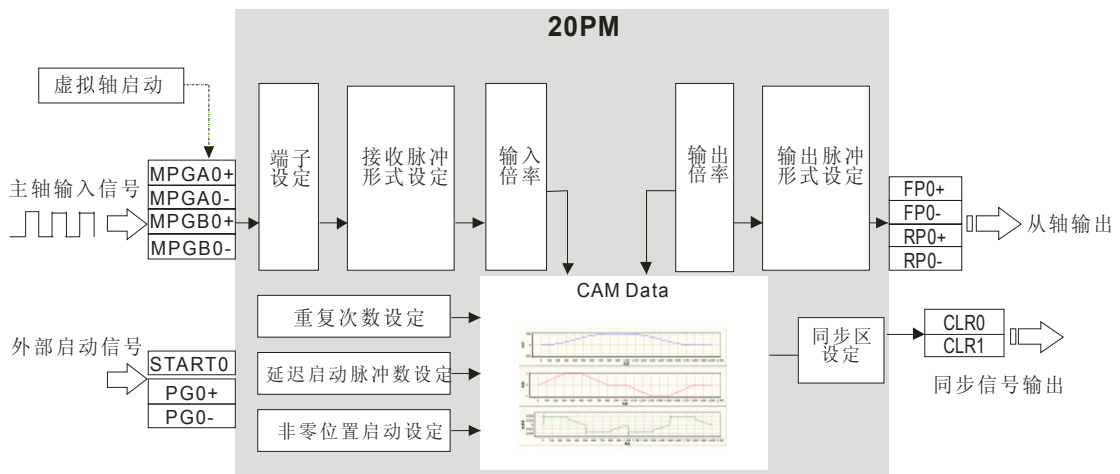 20PM
虚拟轴启动
主轴输入信号
MPGA0+
MPGA0-
MPGB0+
MPGB0-
端子
设定
接收脉冲
形式设定
输入
倍率
输出
倍率
输出脉冲
形式设定
FP0+
FP0-
RP0+
RP0-
从轴输出
外部启动信号
START0
PG0+
PG0-
重复次数设定
延迟启动脉冲数设定
非零位置启动设定
CAM Data
同步区
设定
CLR0
CLR1
同步信号输出